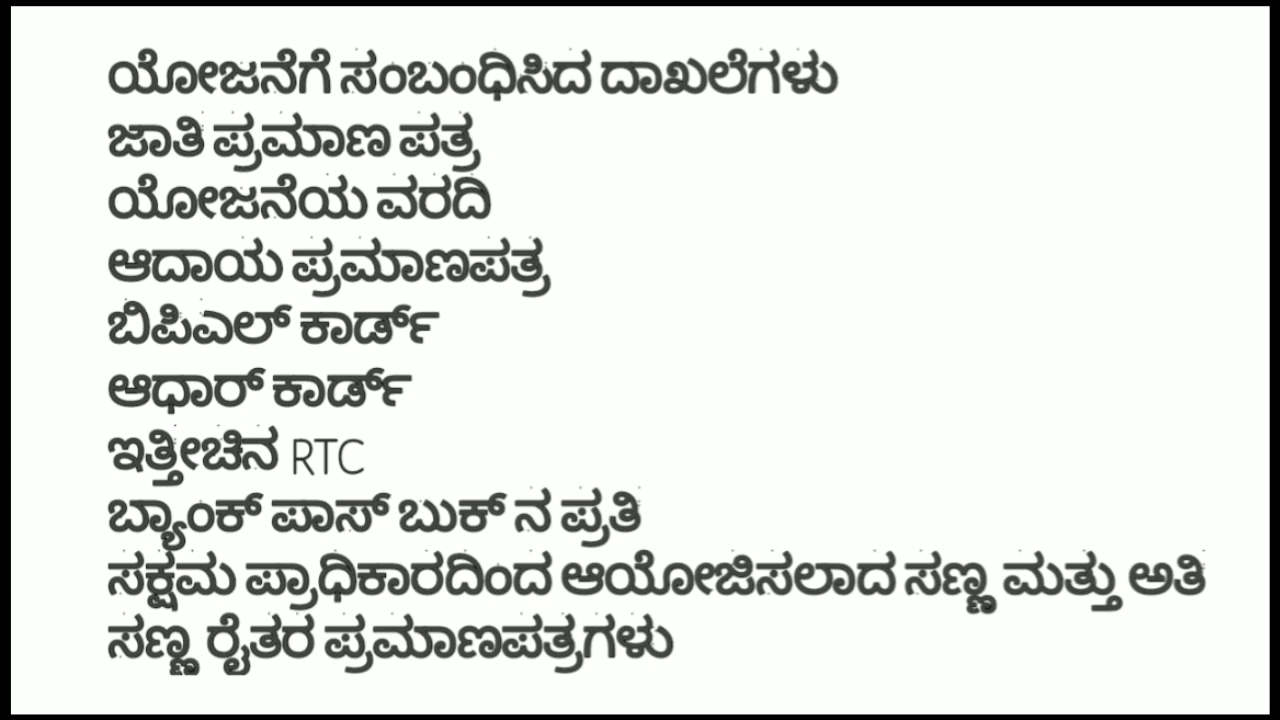 ಯೋಜನೆಗೆ ಸಂಬಂಧಿಸಿದ ದಾಖಲೆಗಳು
ಜಾತಿ ಪ್ರಮಾಣ ಪತ್ರ
ಯೋಜನೆಯ ವರದಿ
ಆದಾಯ ಪ್ರಮಾಣಪತ್ರ
ಬಿಪಿಎಲ್ ಕಾರ್ಡ್
ಆಧಾರ್ ಕಾರ್ಡ್
ಇತ್ತೀಚಿನ RTC
ಬ್ಯಾಂಕ್ ಪಾಸ್ ಬುಕ್ ನ ಪ್ರತಿ
ಸಕ್ಷಮ ಪ್ರಾಧಿಕಾರದಿಂದ ಆಯೋಜಿಸಲಾದ ಸಣ್ಣ ಮತ್ತು ಅತಿ
ಸಣ್ಣ ರೈತರ ಪ್ರಮಾಣಪತ್ರಗಳು